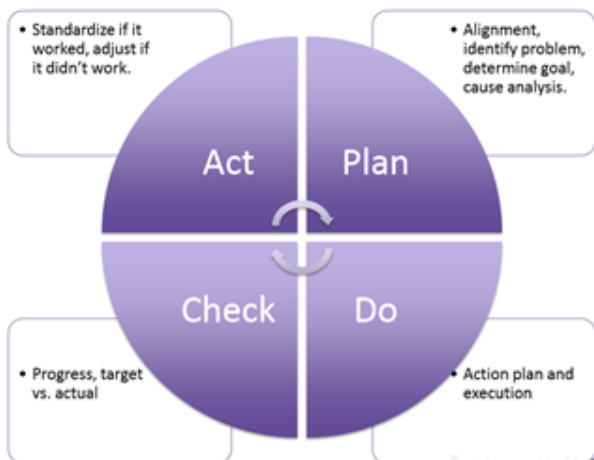 • Standardize if it
worked, adjust if
it didn't work.
• Alignment,
identify problem,
determine goal,
cause analysis.
Act
Plan
Check
Do
• Progress, target
vs. actual
• Action plan and
execution